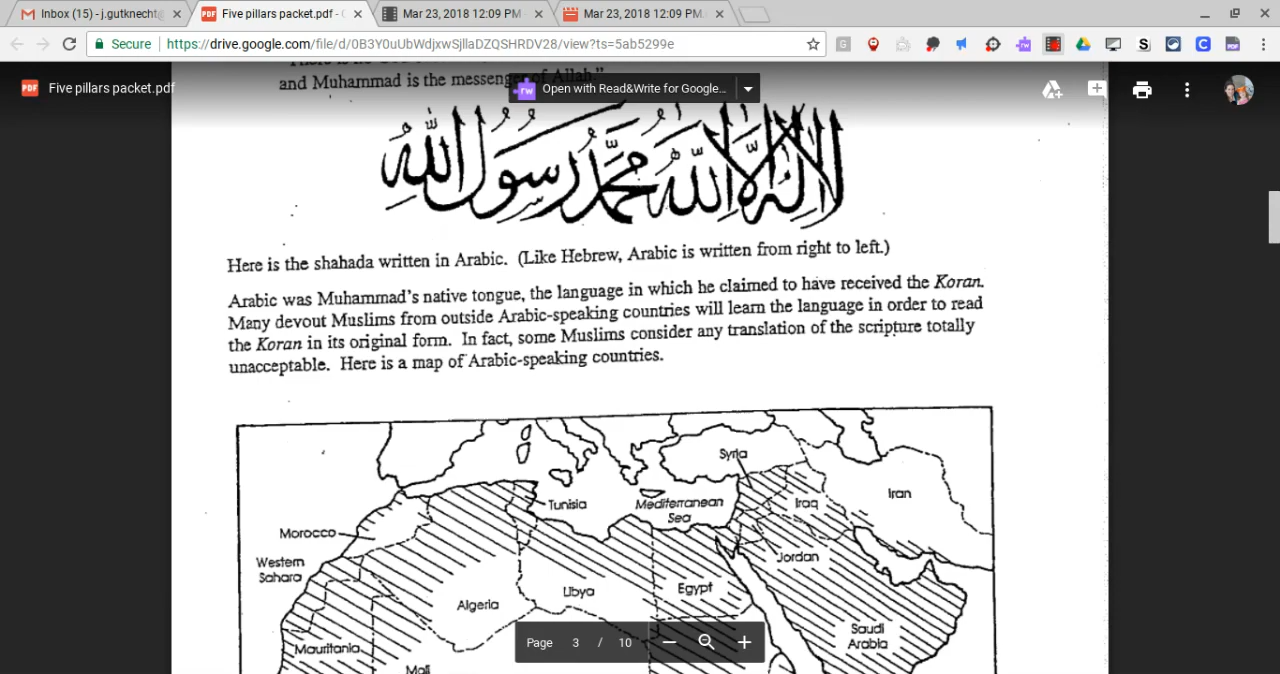 Inbox (15) - j.gutknecht@
Five pillars packet.pdf - G
Mar 23, 2018 12:09 PM -
Mar 23, 2018 12:09 PM.
Secure
https://drive.google.com/file/d/0B3YQuUbWdjxwSjllaDZQSHRDV28/view?ts=5ab5299e
PDF Five pillars packet.pdf
rw Open with Read&Write for Google…
and Muhammad is the messenger of Allah."
لا إله إلا الله محمد رسول الله
Here is the shahada written in Arabic. (Like Hebrew, Arabic is written from right to left.)
Arabic was Muhammad's native tongue, the language in which he claimed to have received the Koran.
Many devout Muslims from outside Arabic-speaking countries will learn the language in order to read
the Koran in its original form. In fact, some Muslims consider any translation of the scripture totally
unacceptable. Here is a map of Arabic-speaking countries.
Syria
Iran
Tunisia
Mediterranean
Sea
Iraq
Morocco
Jordan
Western
Sahara
Algeria
Libya
Egypt
Saudi
Arabia
Mauritania
Mali
Page 3 / 10